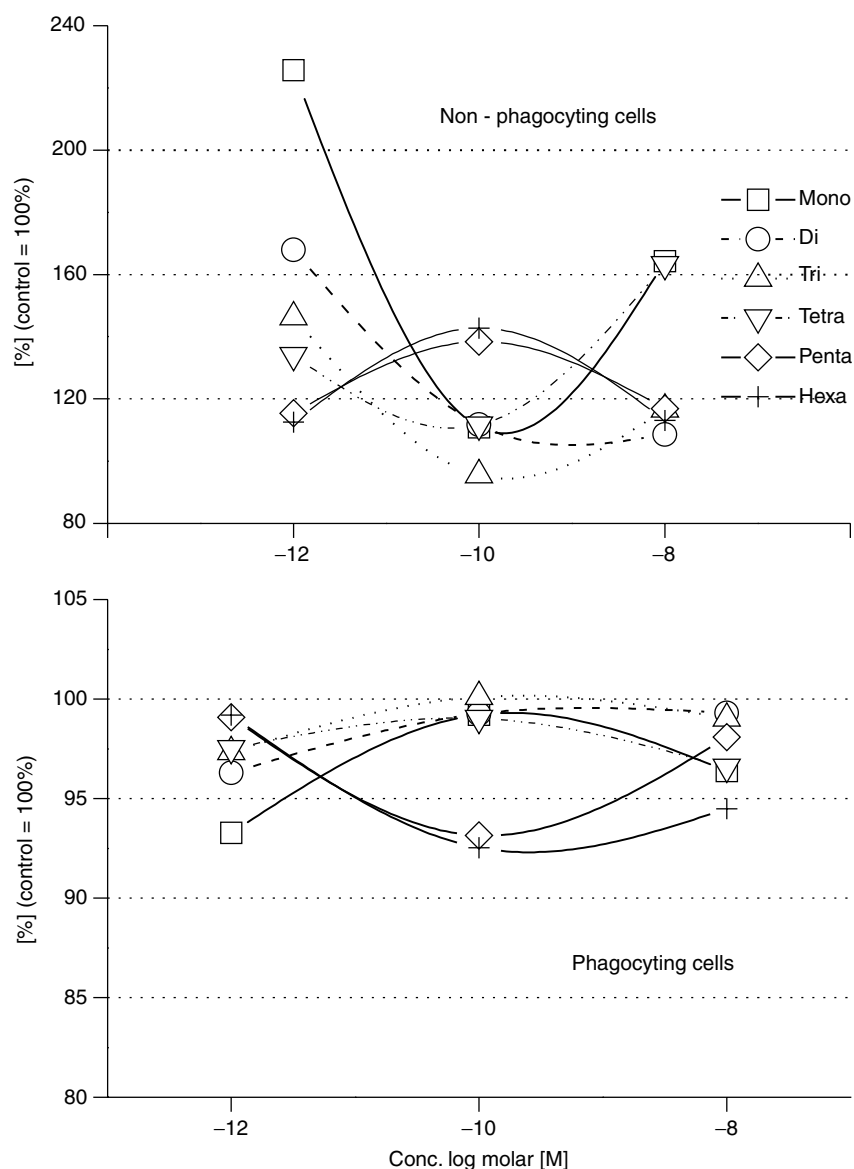 240
200
160
120
80
[%] (control = 100%)
Non - phagocyting cells
Mono
Di
Tri
Tetra
Penta
Hexa
−12
−10
−8
105
100
95
90
85
80
[%] (control = 100%)
Phagocyting cells
−12
−10
−8
Conc. log molar [M]